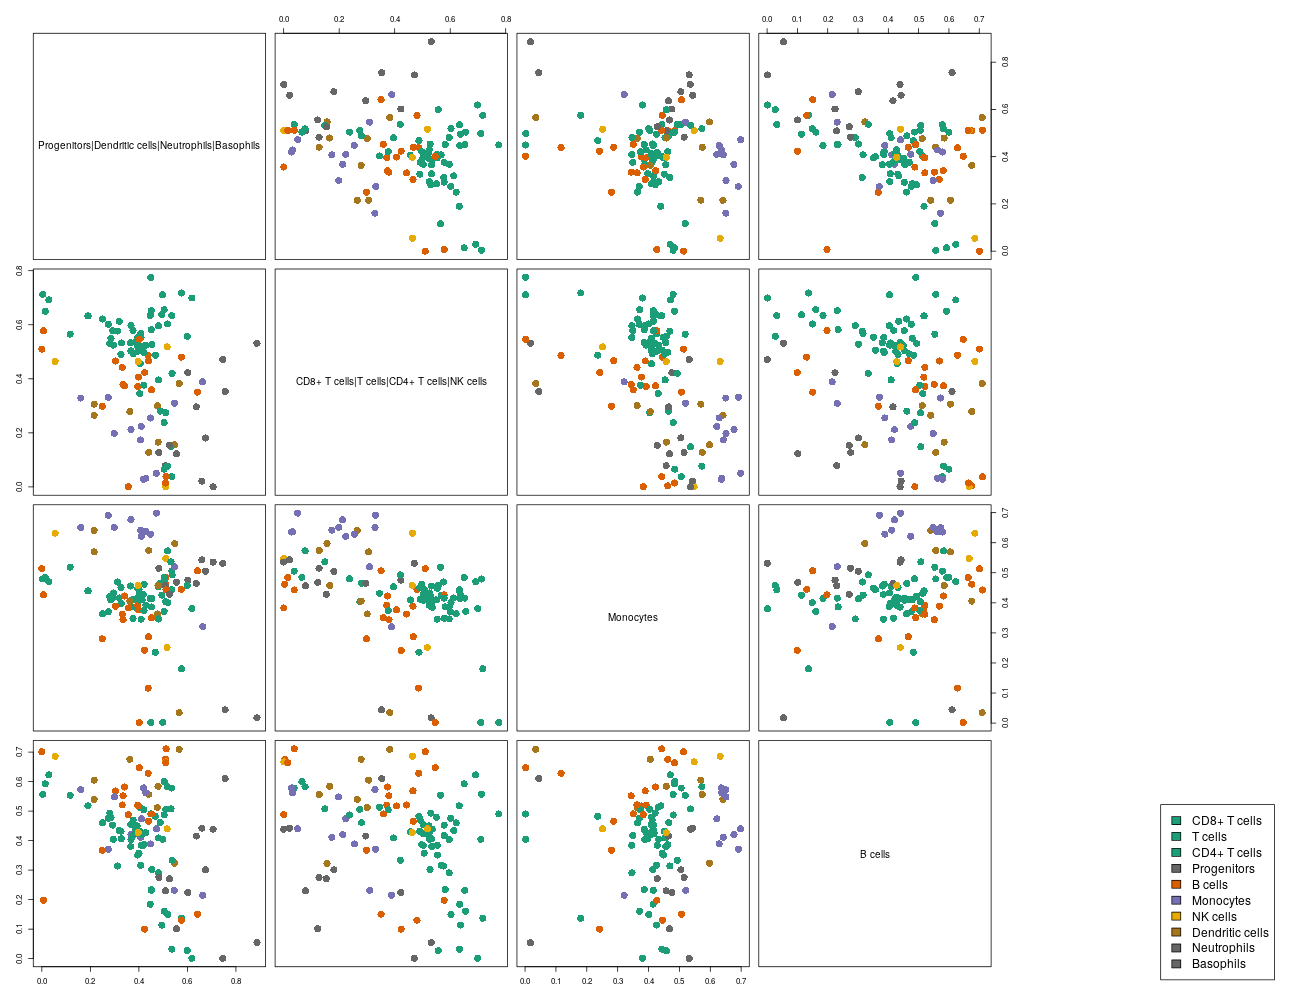 0.0 0.2 0.4 0.6 0.8
0.0 0.1 0.2 0.3 0.4 0.5 0.6 0.7
Progenitors|Dendritic cells|Neutrophils|Basophils
0.0 0.2 0.4 0.6 0.8
0.0 0.2 0.4 0.6 0.8
CD8+ T cells|T cells|CD4+ T cells|NK cells
Monocytes
0.0 0.1 0.2 0.3 0.4 0.5 0.6 0.7
0.0 0.1 0.2 0.3 0.4 0.5 0.6 0.7
B cells
0.0 0.2 0.4 0.6 0.8
0.0 0.1 0.2 0.3 0.4 0.5 0.6 0.7
CD8+ T cells
T cells
CD4+ T cells
Progenitors
B cells
Monocytes
NK cells
Dendritic cells
Neutrophils
Basophils